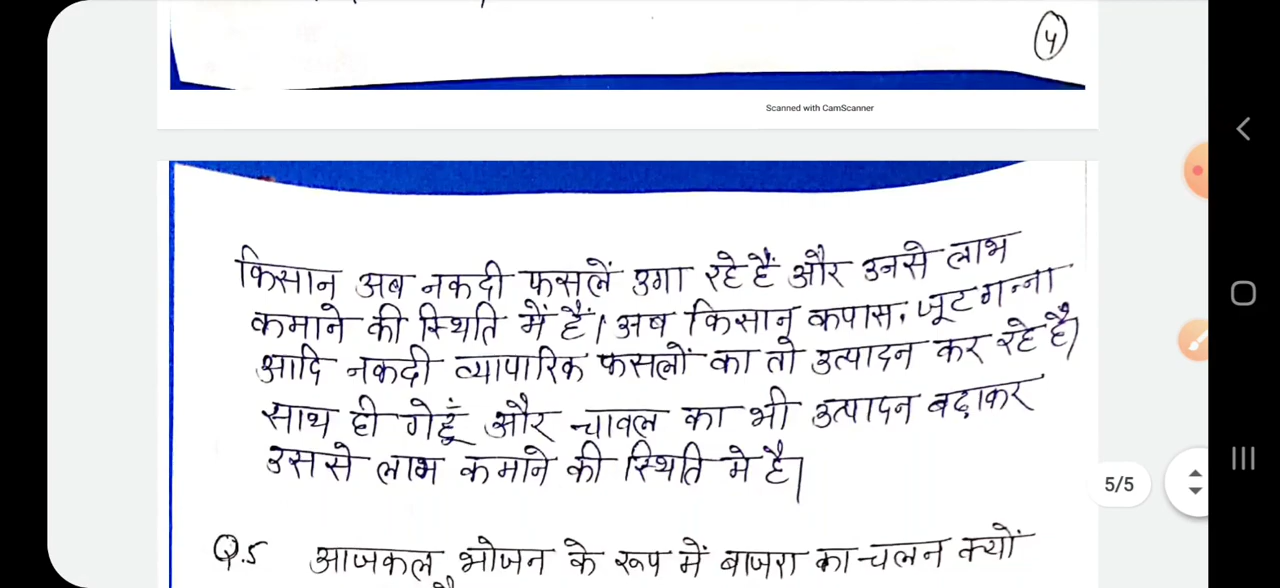 4
Scanned with CamScanner
किसान अब नकदी फसलें उगा रहे हैं और उनसे लाभ
कमाने की स्थिति में हैं। अब किसान कपास, जूट गन्ना
आदि नकदी व्यापारिक फसलों का तो उत्पादन कर रहे है।
साथ ही गेहूँ और चावल का भी उत्पादन बढ़ाकर
उससे लाभ कमाने की स्थिति मे है।
5/5
Q.5 आजकल भोजन के रूप में बाजरा का चलन क्यों